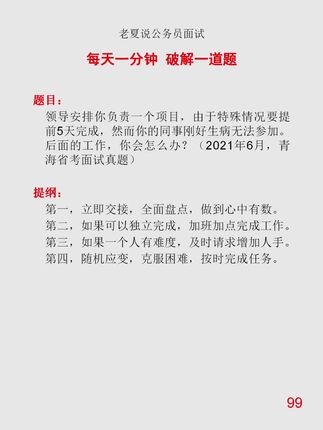 老夏说公务员面试
每天一分钟 破解一道题
题目：
领导安排你负责一个项目，由于特殊情况要提
前5天完成，然而你的同事刚好生病无法参加。
后面的工作，你会怎么办？（2021年6月，青
海省考面试真题）
提纲：
第一，立即交接，全面盘点，做到心中有数。
第二，如果可以独立完成，加班加点完成工作。
第三，如果一个人有难度，及时请求增加人手。
第四，随机应变，克服困难，按时完成任务。
99